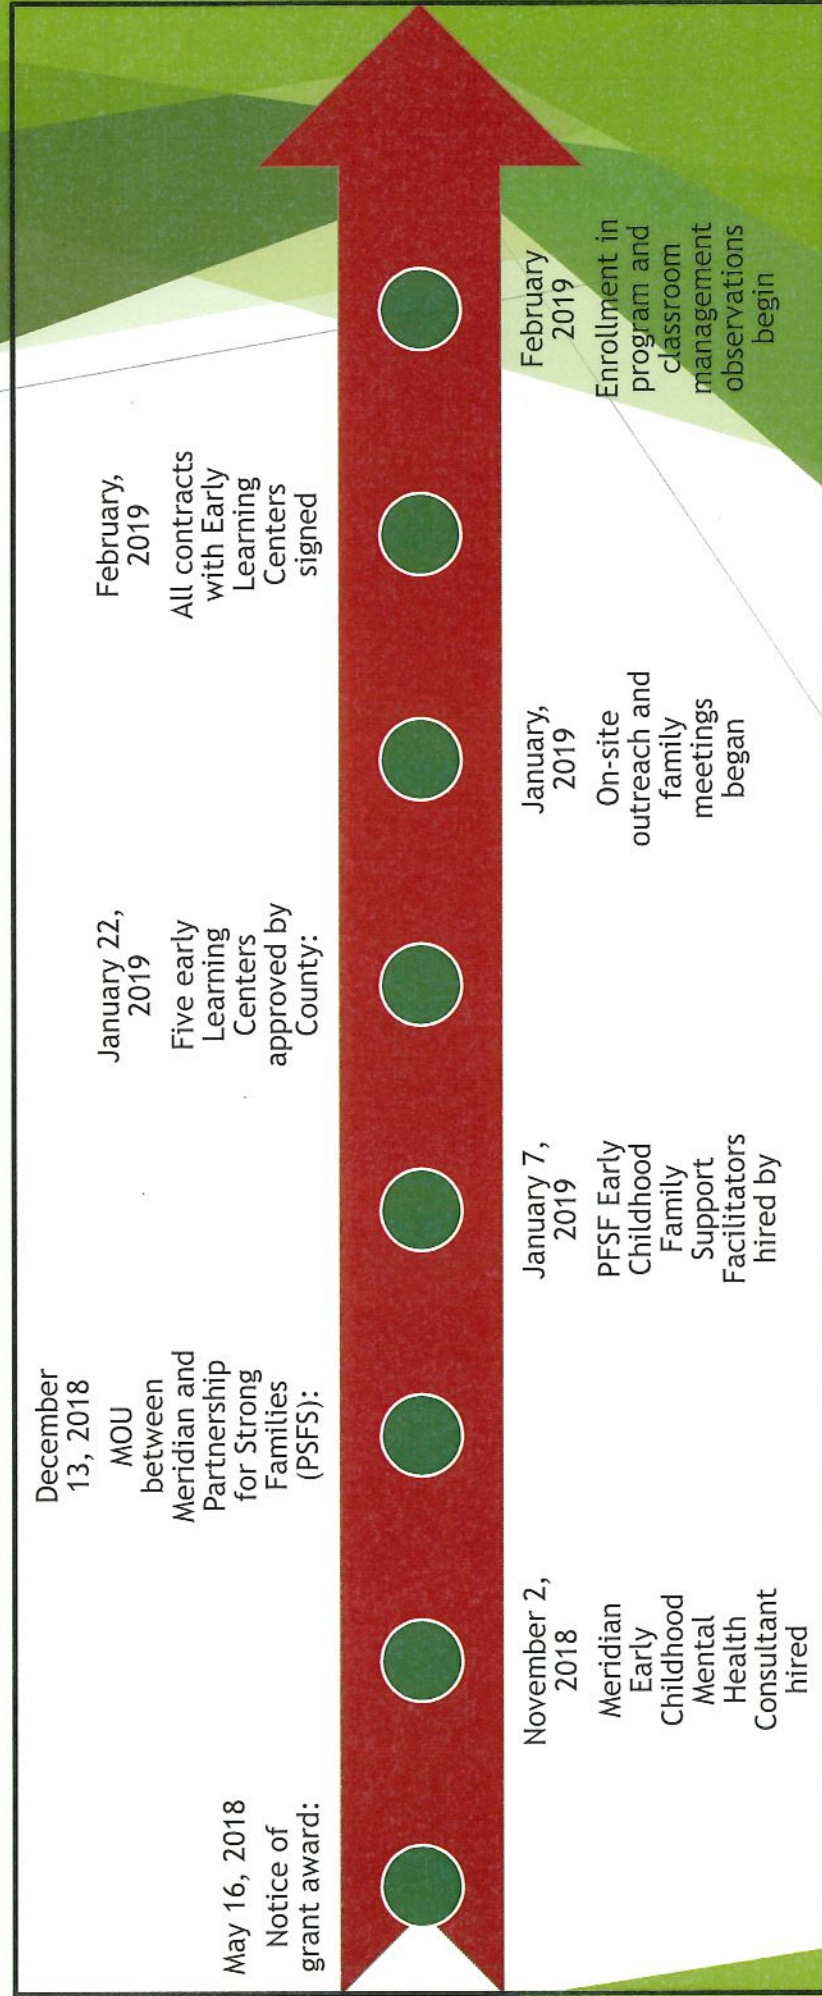 May 16, 2018
Notice of
grant award:
November 2,
2018
Meridian
Early
Childhood
Mental
Health
Consultant
hired
December
13, 2018
MOU
between
Meridian and
Partnership
for Strong
Families
(PSFS):
January 7,
2019
PFSF Early
Childhood
Family
Support
Facilitators
hired by
January 22,
2019
Five early
Learning
Centers
approved by
County:
January,
2019
On-site
outreach and
family
meetings
began
February,
2019
All contracts
with Early
Learning
Centers
signed
February
2019
Enrollment in
program and
classroom
management
observations
begin